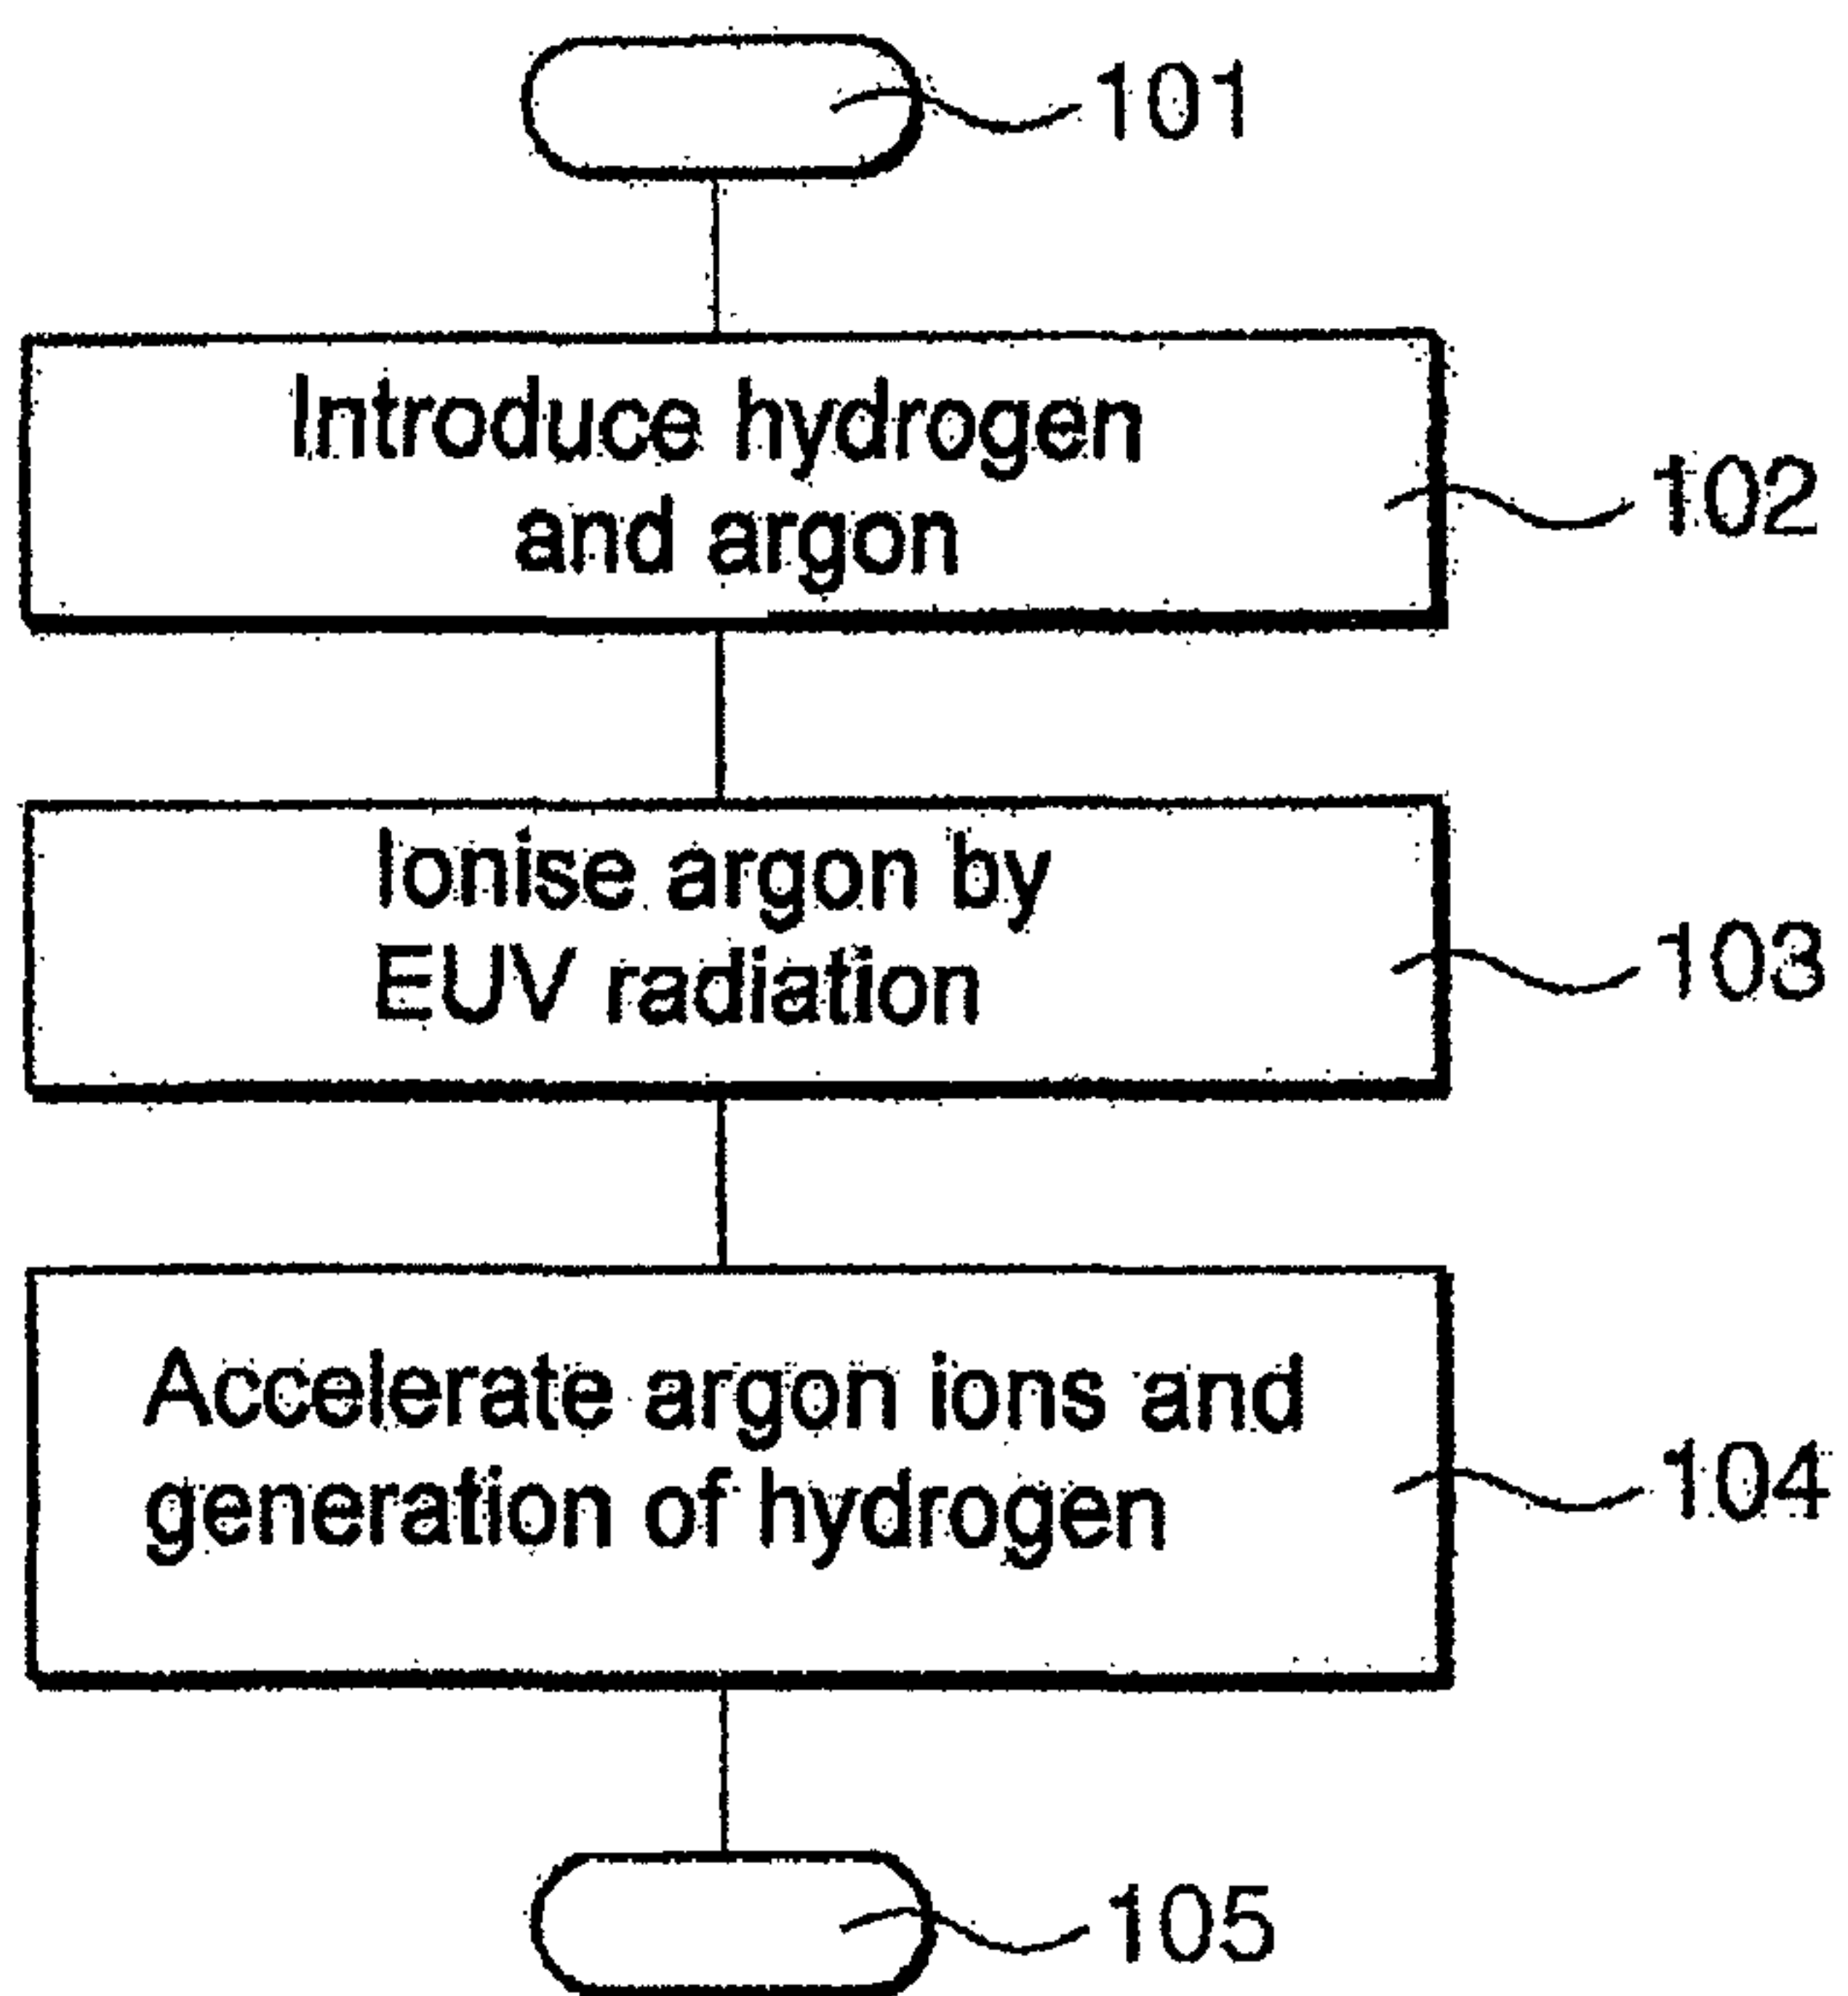 101
Introduce hydrogen
and argon
102
Ionise argon by
EUV radiation
103
Accelerate argon ions and
generation of hydrogen
104
105